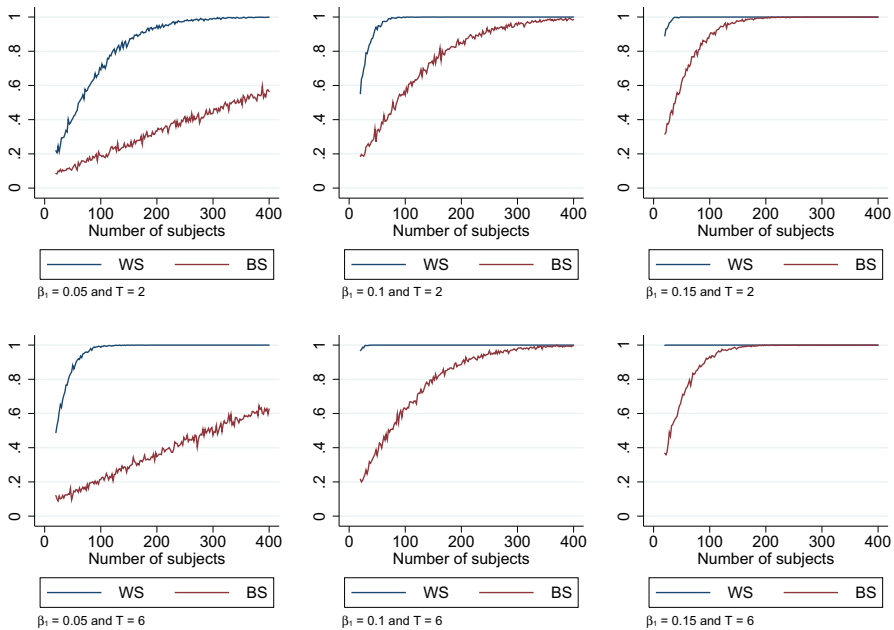 1
.8
.6
.4
.2
0
0 100 200 300 400
Number of subjects
WS BS
β₁ = 0.05 and T = 2
1
.8
.6
.4
.2
0
0 100 200 300 400
Number of subjects
WS BS
β₁ = 0.1 and T = 2
1
.8
.6
.4
.2
0
0 100 200 300 400
Number of subjects
WS BS
β₁ = 0.15 and T = 2
1
.8
.6
.4
.2
0
0 100 200 300 400
Number of subjects
WS BS
β₁ = 0.05 and T = 6
1
.8
.6
.4
.2
0
0 100 200 300 400
Number of subjects
WS BS
β₁ = 0.1 and T = 6
1
.8
.6
.4
.2
0
0 100 200 300 400
Number of subjects
WS BS
β₁ = 0.15 and T = 6